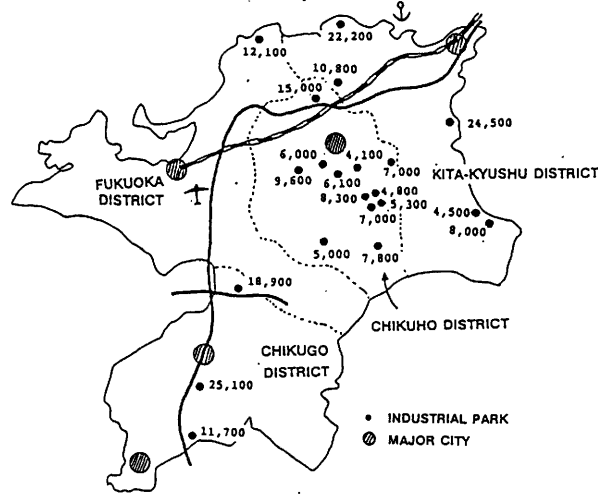 22,200
12,100
10,800
15,000
24,500
6,000
4,100
7,000
9,600
6,100
KITA-KYUSHU DISTRICT
FUKUOKA
DISTRICT
8,300
4,800
5,300
7,000
4,500
8,000
5,000
7,800
18,900
CHIKUHO DISTRICT
CHIKUGO
DISTRICT
25,100
INDUSTRIAL PARK
11,700
MAJOR CITY